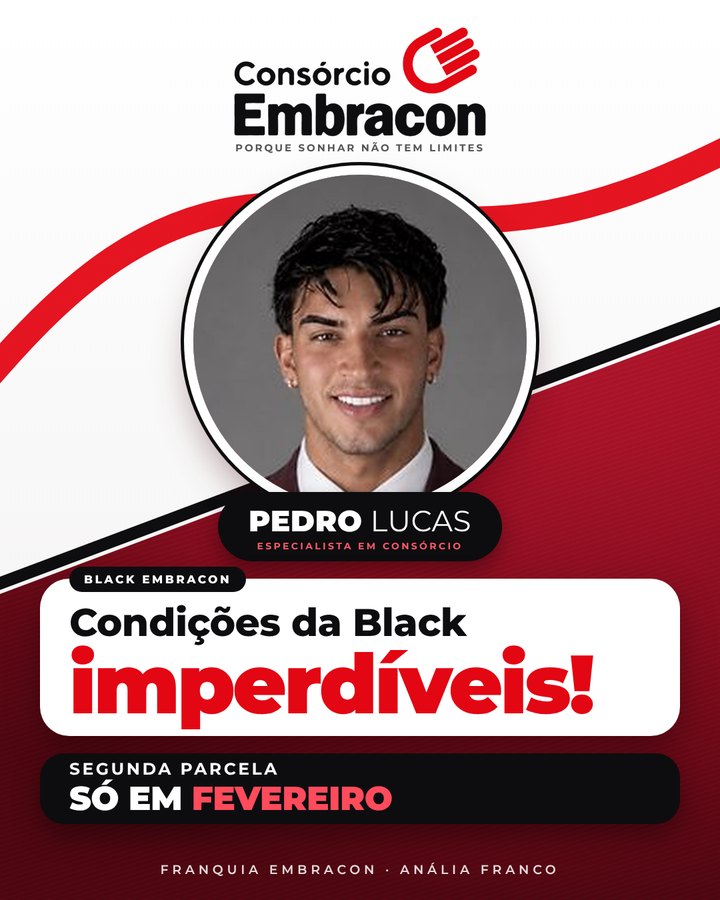 Consórcio
Embracon
PORQUE SONHAR NÃO TEM LIMITES
PEDRO LUCAS
ESPECIALISTA EM CONSÓRCIO
BLACK EMBRACON
Condições da Black
imperdíveis!
SEGUNDA PARCELA
SÓ EM FEVEREIRO
FRANQUIA EMBRACON · ANÁLIA FRANCO